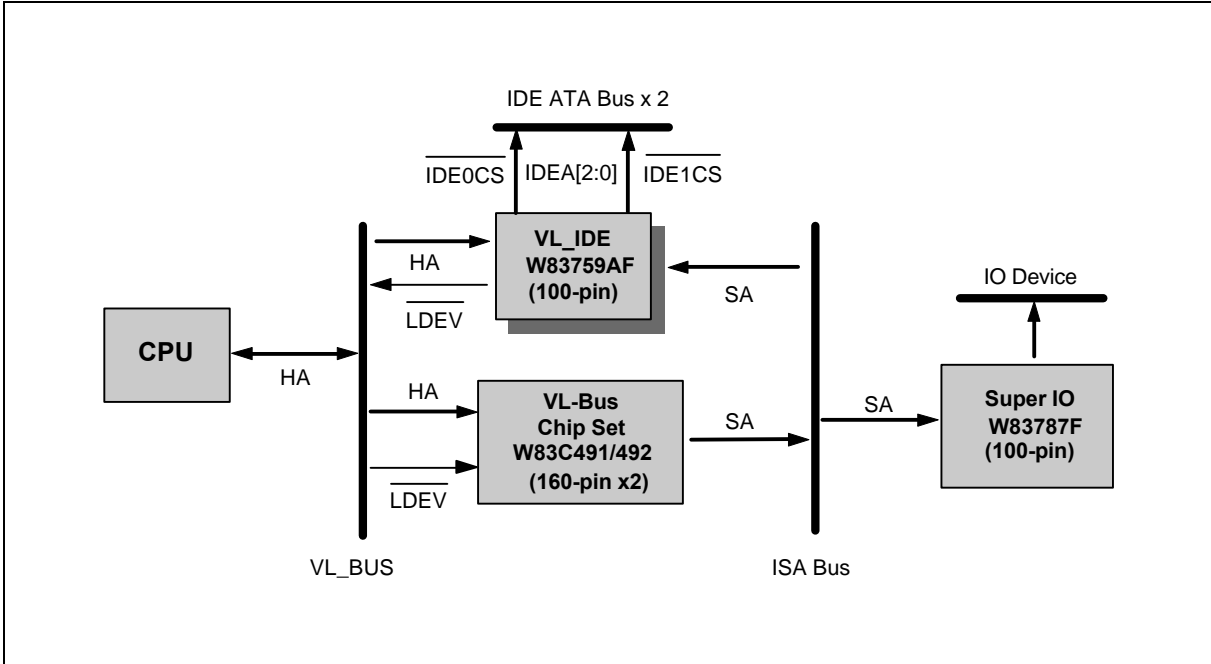 IDE ATA Bus x 2
IDE0CS IDEA[2:0] IDE1CS
VL_IDE
W83759AF
(100-pin)
HA
LDEV
SA
IO Device
CPU
HA
HA
LDEV
VL-Bus
Chip Set
W83C491/492
(160-pin x2)
SA
SA
Super IO
W83787F
(100-pin)
VL_BUS
ISA Bus